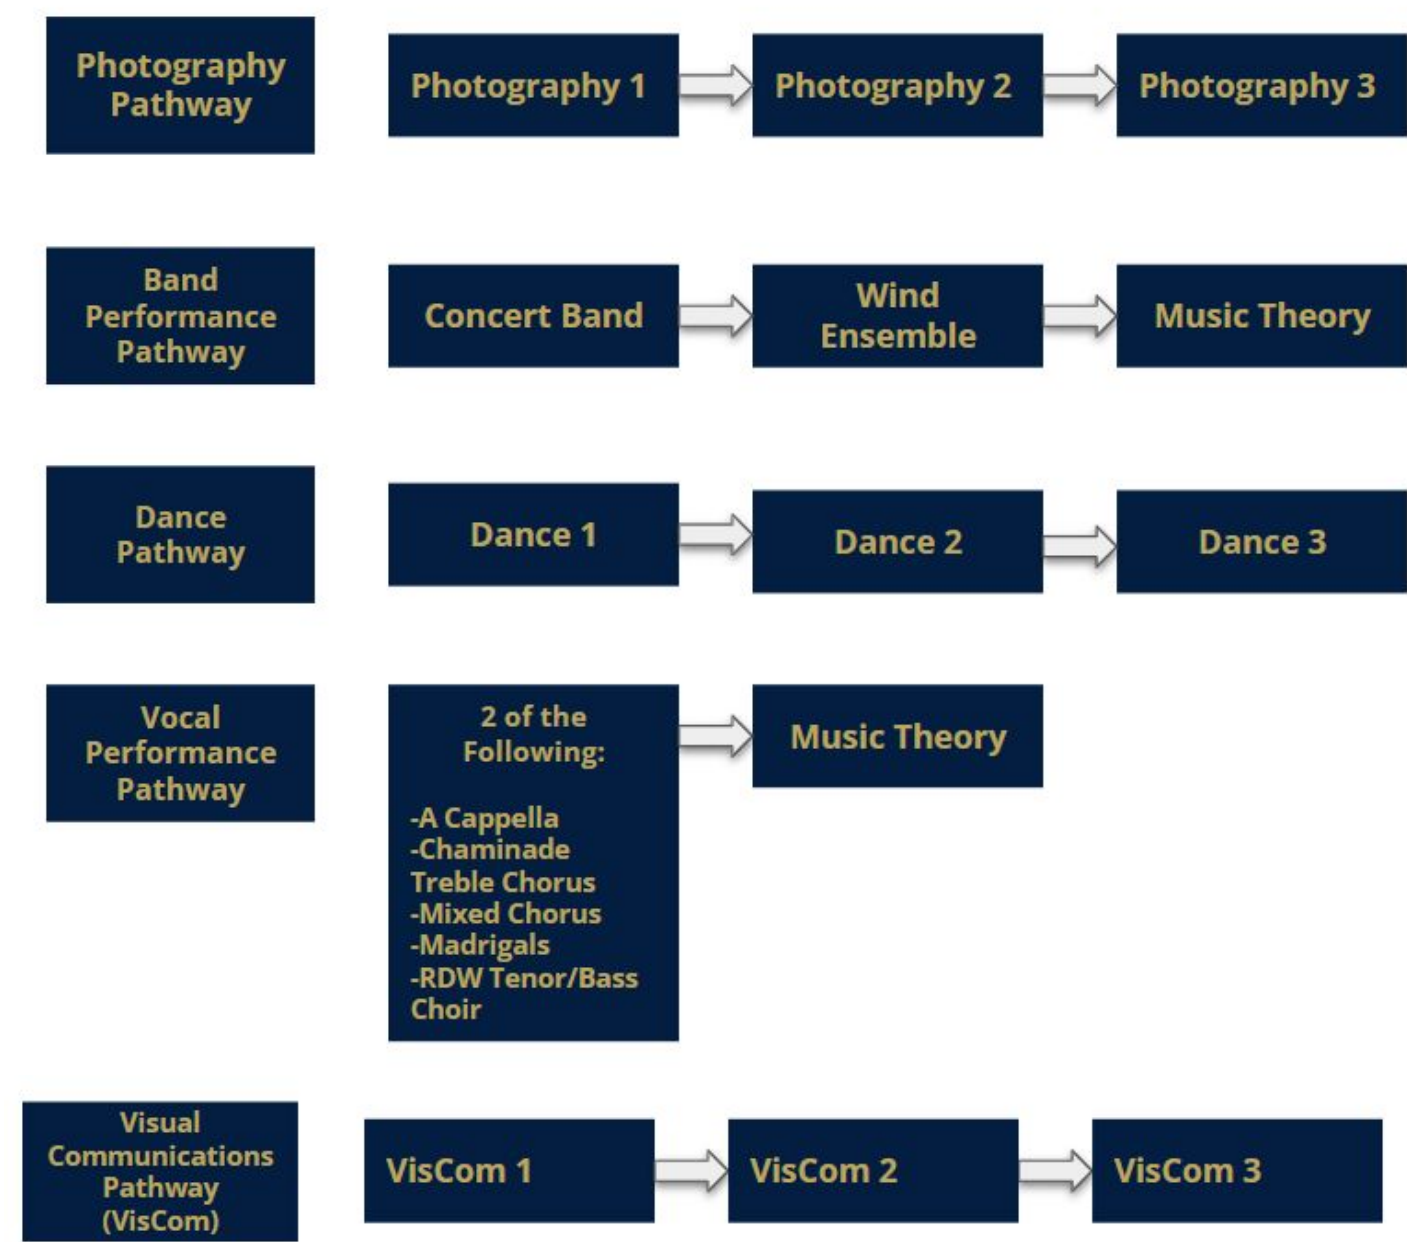 Photography
Pathway
Photography 1
Photography 2
Photography 3
Band
Performance
Pathway
Concert Band
Wind
Ensemble
Music Theory
Dance
Pathway
Dance 1
Dance 2
Dance 3
Vocal
Performance
Pathway
2 of the
Following:
-A Cappella
-Chaminade
Treble Chorus
-Mixed Chorus
-Madrigals
-RDW Tenor/Bass
Choir
Music Theory
Visual
Communications
Pathway
(VisCom)
VisCom 1
VisCom 2
VisCom 3